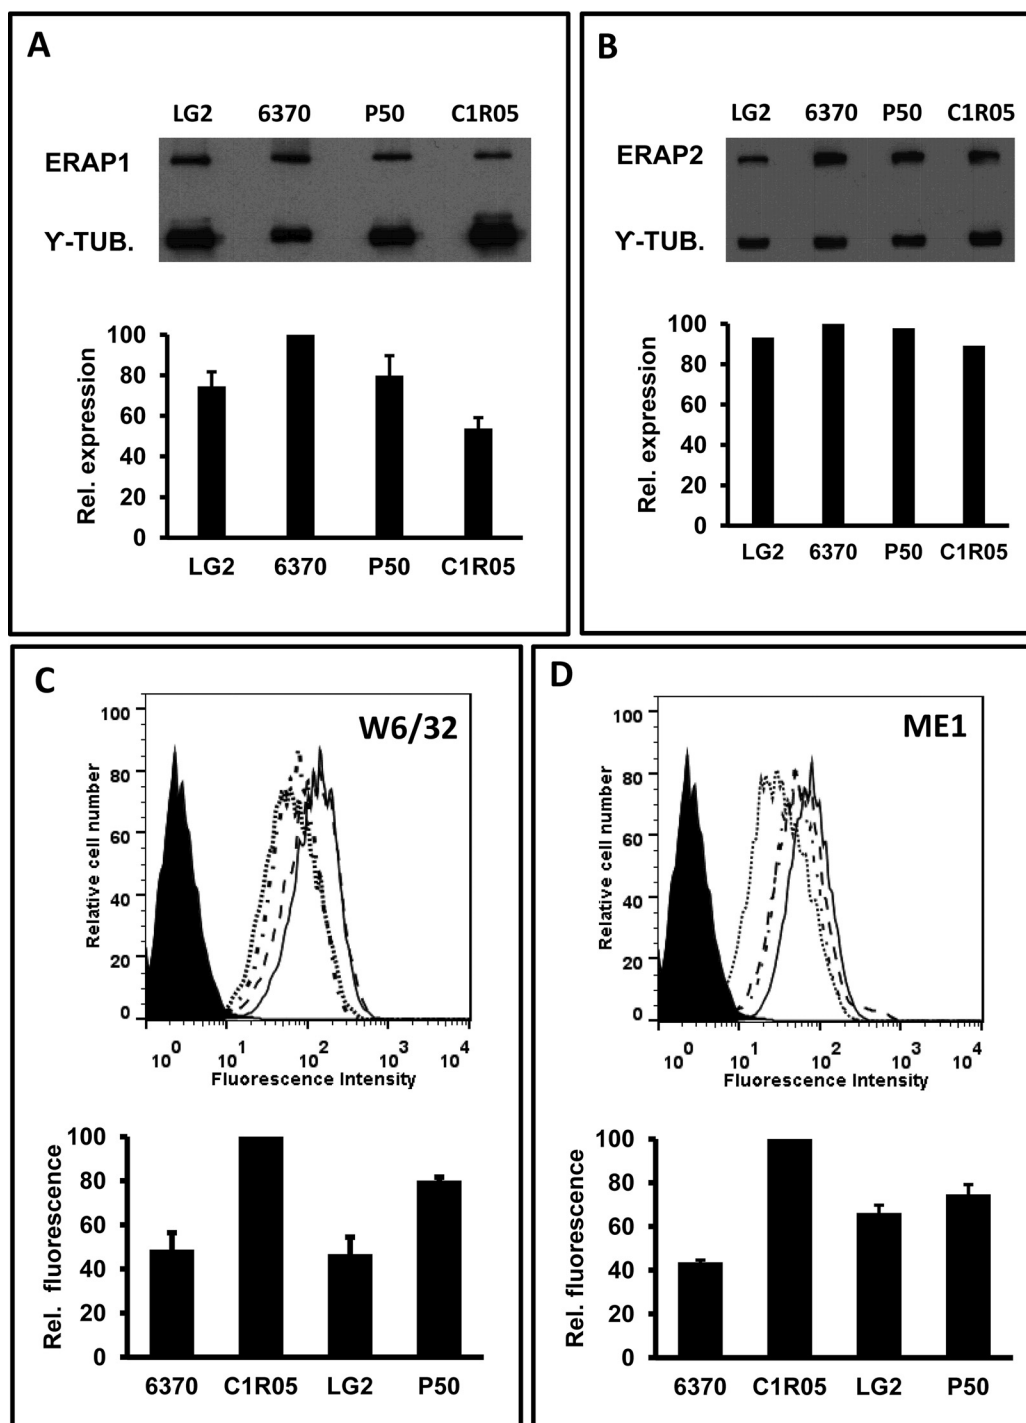 A
LG2 6370 P50 C1R05
ERAP1
ϒ-TUB.
100
80
60
40
20
0
Rel. expression
LG2 6370 P50 C1R05
B
LG2 6370 P50 C1R05
ERAP2
ϒ-TUB.
100
80
60
40
20
0
Rel. expression
LG2 6370 P50 C1R05
C
W6/32
100
80
60
40
20
0
Relative cell number
10^0 10^1 10^2 10^3 10^4
Fluorescence Intensity
100
80
60
40
20
0
Rel. fluorescence
6370 C1R05 LG2 P50
D
ME1
100
80
60
40
20
0
Relative cell number
10^0 10^1 10^2 10^3 10^4
Fluorescence Intensity
100
80
60
40
20
0
Rel. fluorescence
6370 C1R05 LG2 P50